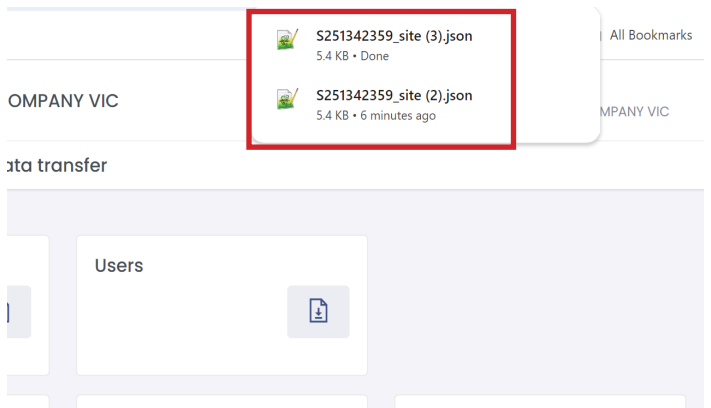 S251342359_site (3).json
5.4 KB • Done
All Bookmarks
S251342359_site (2).json
5.4 KB • 6 minutes ago
OMPANY VIC
MPANY VIC
ata transfer
Users